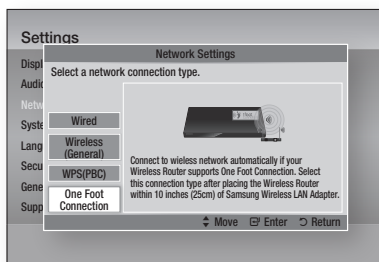 Settings
Network Settings
Displ
Select a network connection type.
Audio
Netw
Syste
Wired
Lang
Wireless
(General)
Secu
WPS(PBC)
Gene
One Foot
Connection
Supp
Connect to wieless network automatically if your
Wireless Router supports One Foot Connection. Select
this connection type after placing the Wireless Router
within 10 inches (25cm) of Samsung Wireless LAN Adapter.
Move Enter Return